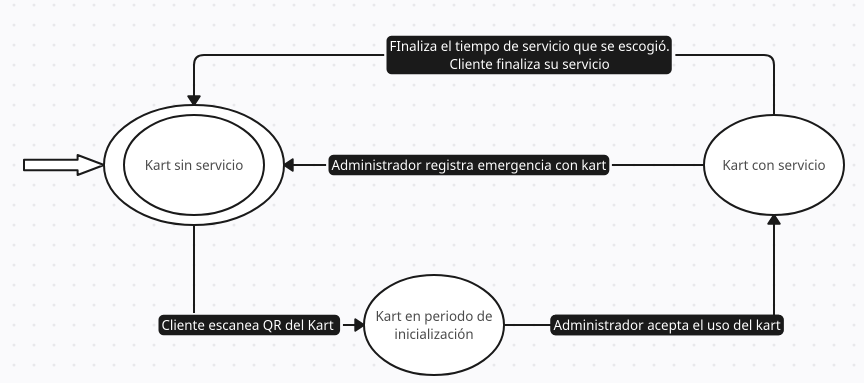 FInaliza el tiempo de servicio que se escogió.
Cliente finaliza su servicio
Kart sin servicio
Administrador registra emergencia con kart
Kart con servicio
Cliente escanea QR del Kart
Kart en periodo de
inicialización
Administrador acepta el uso del kart